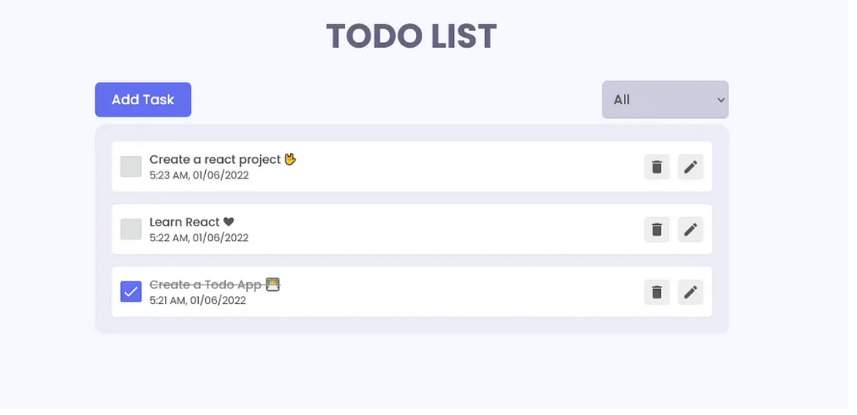 TODO LIST
Add Task
All
Create a react project 🤟
5:23 AM, 01/06/2022
Learn React 🖤
5:22 AM, 01/06/2022
Create a Todo App 👨‍💻
5:21 AM, 01/06/2022